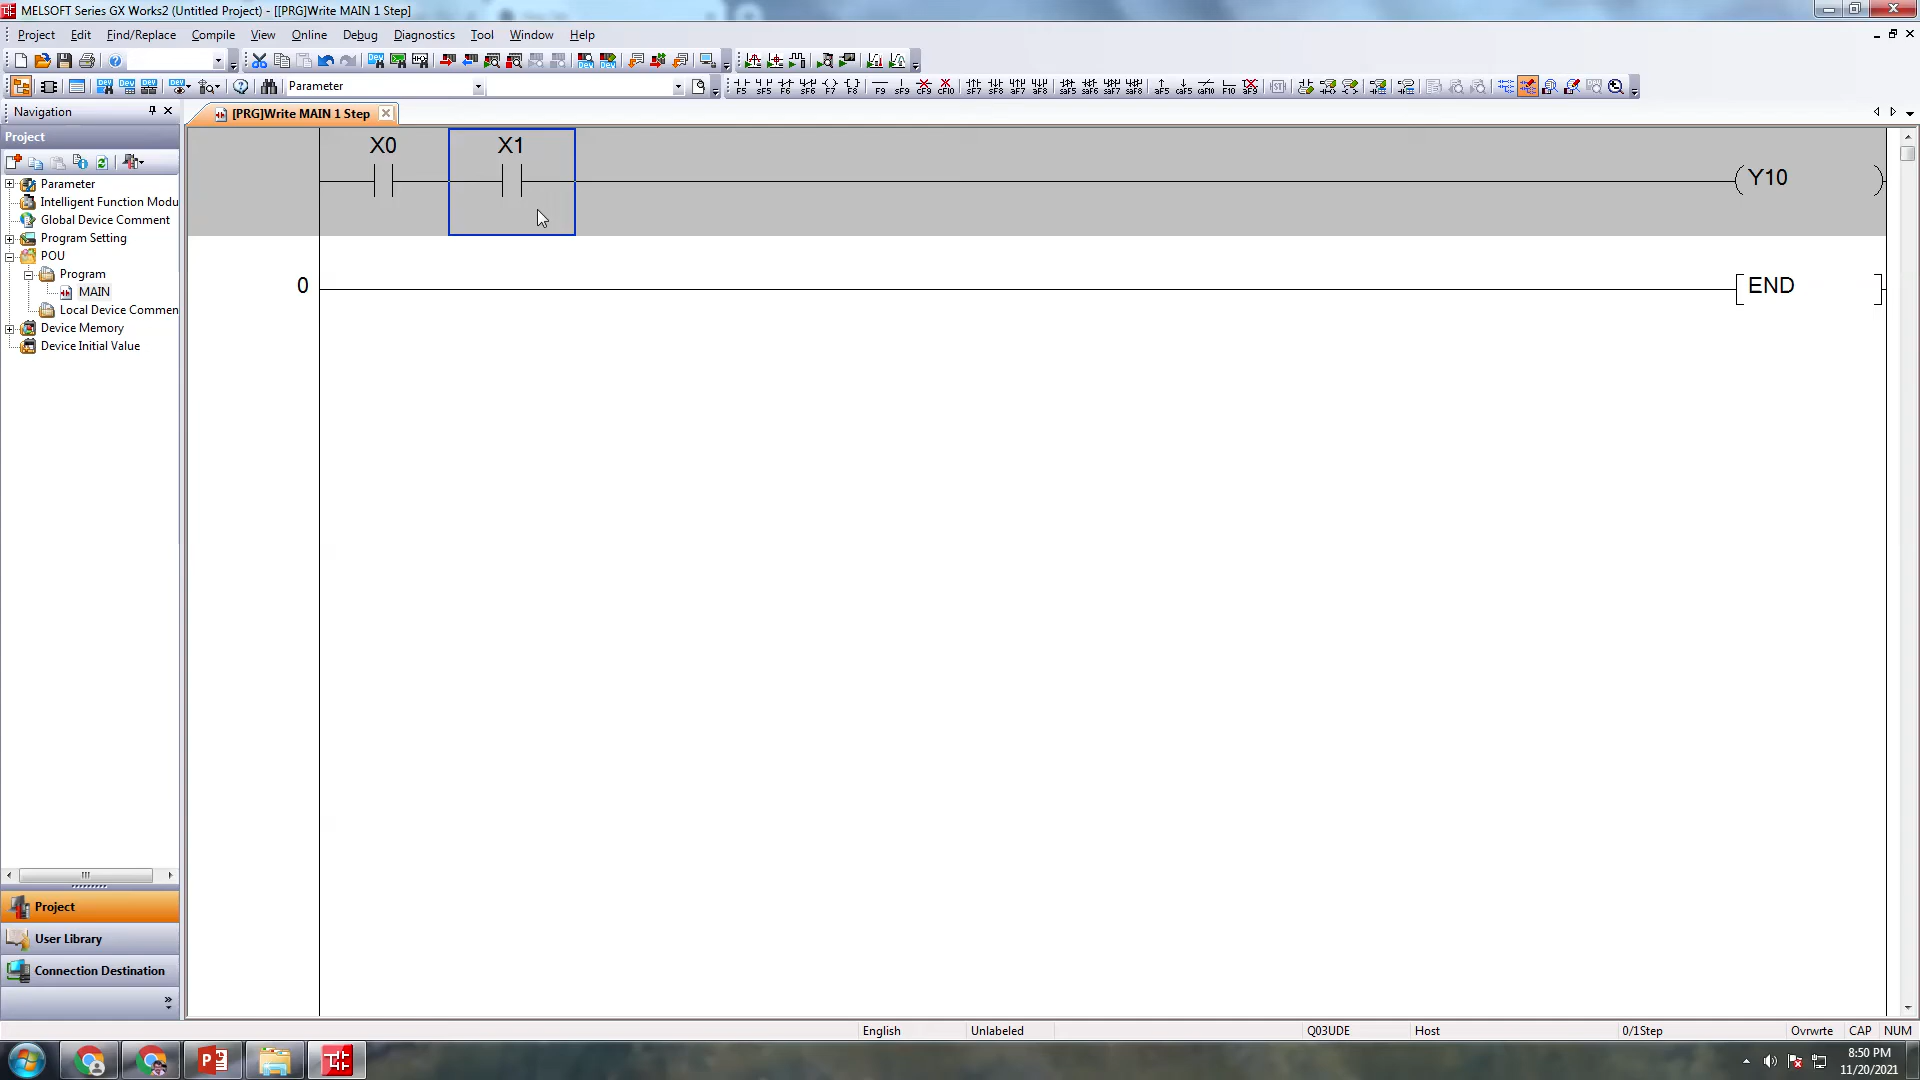 MELSOFT Series GX Works2 (Untitled Project) - [[PRG]Write MAIN 1 Step]
Project Edit Find/Replace Compile View Online Debug Diagnostics Tool Window Help
Parameter
Navigation
[PRG]Write MAIN 1 Step
Project
Parameter
Intelligent Function Modu
Global Device Comment
Program Setting
POU
Program
MAIN
Local Device Commen
Device Memory
Device Initial Value
X0 X1 Y10
0 END
Project
User Library
Connection Destination
English Unlabeled Q03UDE Host 0/1Step Ovrwrte CAP NUM
8:50 PM
11/20/2021